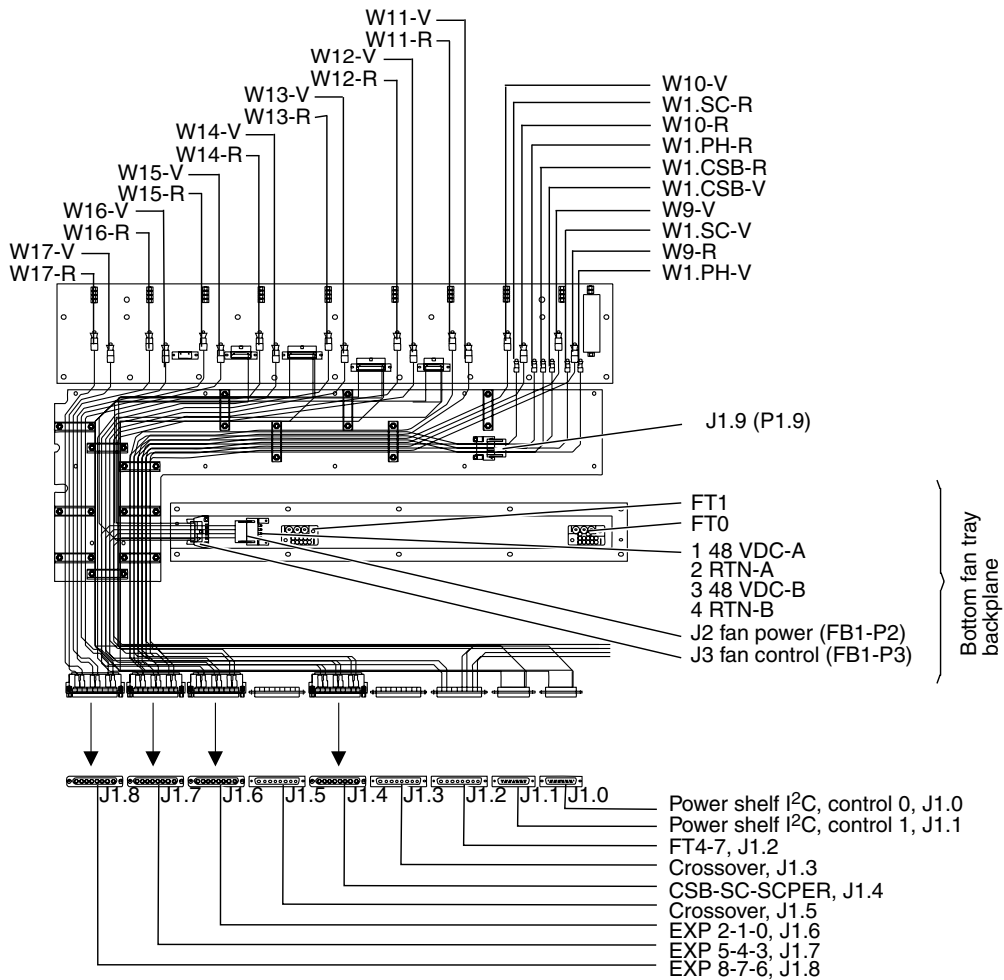 W11-V
W11-R
W12-V
W12-R
W13-V
W13-R
W14-V
W14-R
W15-V
W15-R
W16-V
W16-R
W17-V
W17-R
W10-V
W1.SC-R
W10-R
W1.PH-R
W1.CSB-R
W1.CSB-V
W9-V
W1.SC-V
W9-R
W1.PH-V
J1.9 (P1.9)
FT1
FT0
1 48 VDC-A
2 RTN-A
3 48 VDC-B
4 RTN-B
J2 fan power (FB1-P2)
J3 fan control (FB1-P3)
Bottom fan tray
backplane
J1.8 J1.7 J1.6 J1.5 J1.4 J1.3 J1.2 J1.1 J1.0
Power shelf I²C, control 0, J1.0
Power shelf I²C, control 1, J1.1
FT4-7, J1.2
Crossover, J1.3
CSB-SC-SCPER, J1.4
Crossover, J1.5
EXP 2-1-0, J1.6
EXP 5-4-3, J1.7
EXP 8-7-6, J1.8